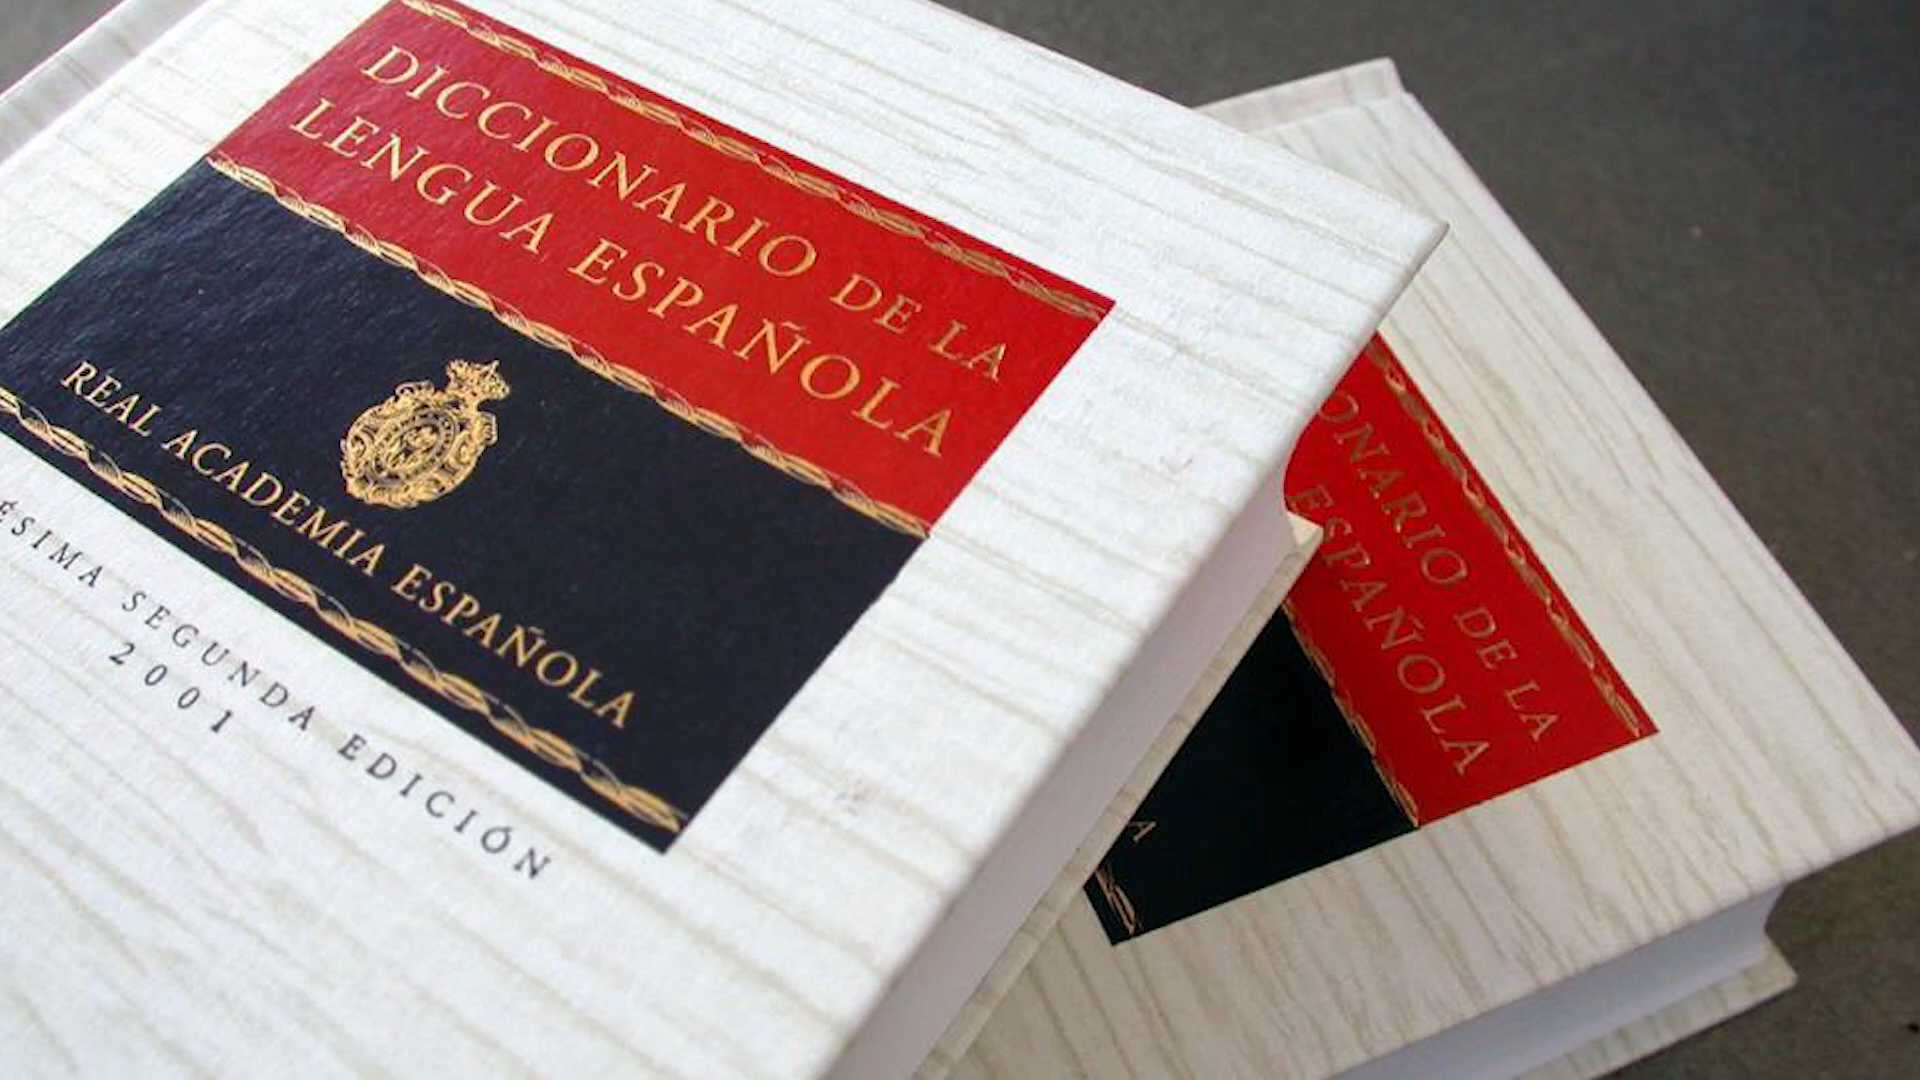 DICCIONARIO DE LA
LENGUA ESPAÑOLA
REAL ACADEMIA ESPAÑOLA
ÉSIMA SEGUNDA EDICIÓN
2001
ONARIO DE LA
ESPAÑOLA
A